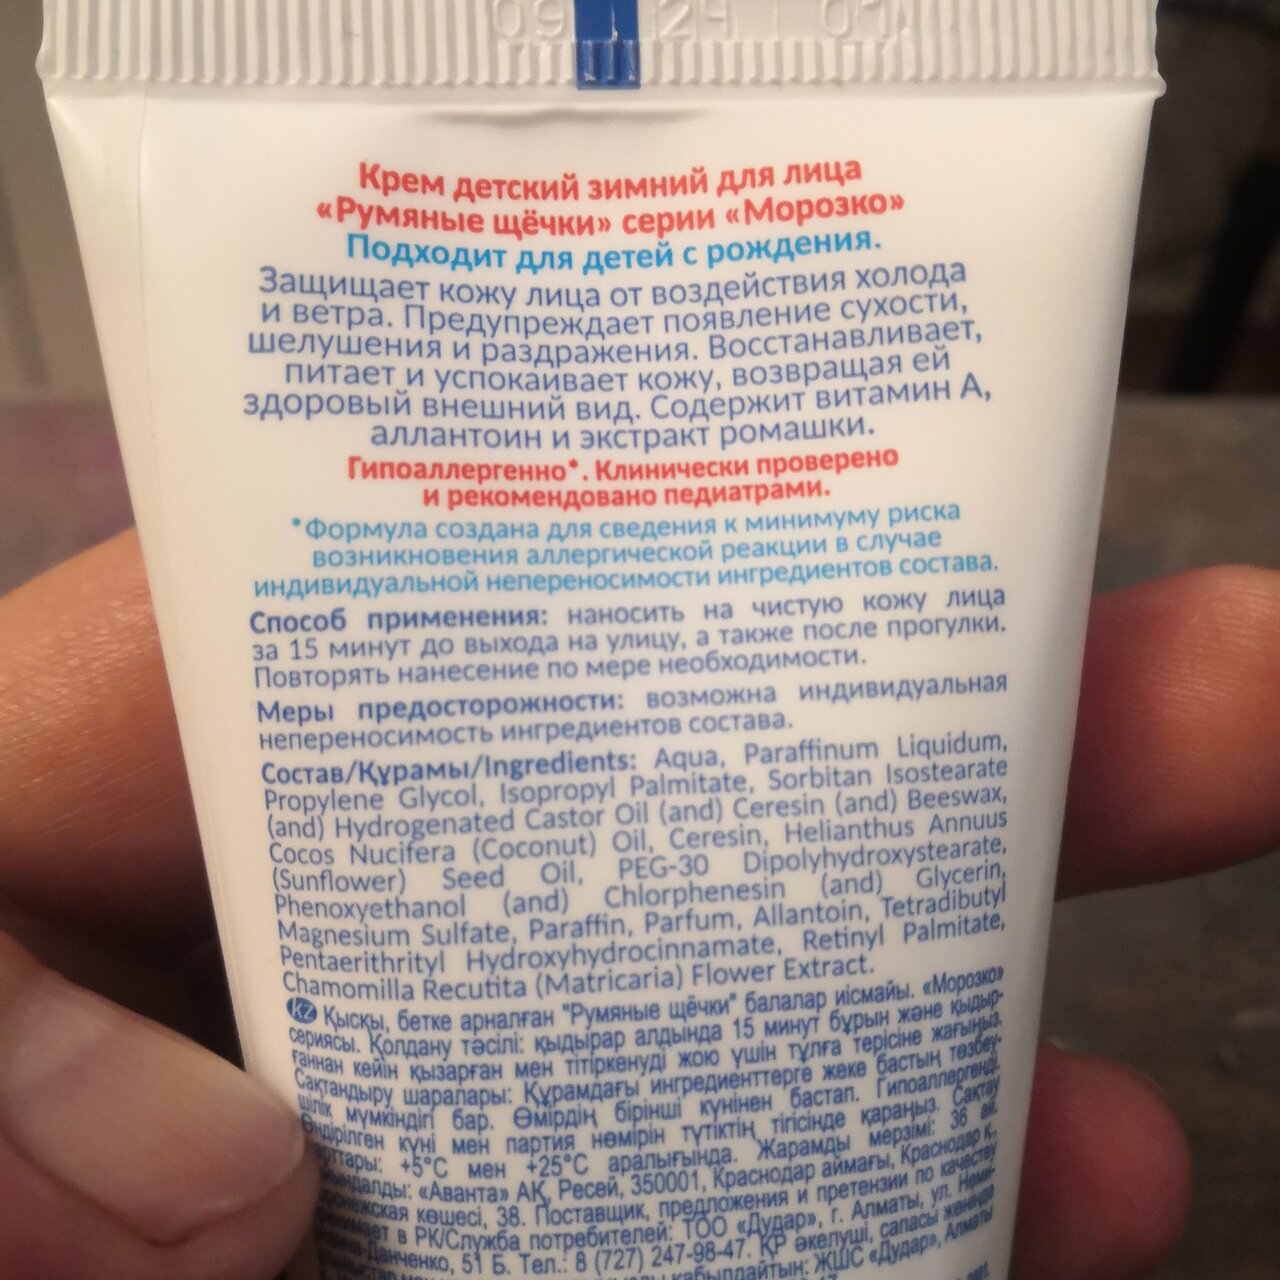 09 24 07
Крем детский зимний для лица
«Румяные щёчки» серии «Морозко»
Подходит для детей с рождения.
Защищает кожу лица от воздействия холода
и ветра. Предупреждает появление сухости,
шелушения и раздражения. Восстанавливает,
питает и успокаивает кожу, возвращая ей
здоровый внешний вид. Содержит витамин А,
аллантоин и экстракт ромашки.
Гипоаллергенно*. Клинически проверено
и рекомендовано педиатрами.
*Формула создана для сведения к минимуму риска
возникновения аллергической реакции в случае
индивидуальной непереносимости ингредиентов состава.
Способ применения: наносить на чистую кожу лица
за 15 минут до выхода на улицу, а также после прогулки.
Повторять нанесение по мере необходимости.
Меры предосторожности: возможна индивидуальная
непереносимость ингредиентов состава.
Состав/Құрамы/Ingredients: Aqua, Paraffinum Liquidum,
Propylene Glycol, Isopropyl Palmitate, Sorbitan Isostearate
(and) Hydrogenated Castor Oil (and) Ceresin (and) Beeswax,
Cocos Nucifera (Coconut) Oil, Ceresin, Helianthus Annuus
(Sunflower) Seed Oil, PEG-30 Dipolyhydroxystearate,
Phenoxyethanol (and) Chlorphenesin (and) Glycerin,
Magnesium Sulfate, Paraffin, Parfum, Allantoin, Tetradibutyl
Pentaerithrityl Hydroxyhydrocinnamate, Retinyl Palmitate,
Chamomilla Recutita (Matricaria) Flower Extract.
KZ Қысқы, бетке арналған "Румяные щёчки" балалар иісмайы. «Морозко»
сериясы. Қолдану тәсілі: қыдырар алдында 15 минут бұрын және қыдыр-
ғаннан кейін қызарған мен тітіркенуді жою үшін тұлға терісіне жағыңыз.
Сақтандыру шаралары: Құрамдағы ингредиенттерге жеке бастың төзбеу-
шілік мүмкіндігі бар. Өмірдің бірінші күнінен бастап. Гипоаллергенді.
Өндірілген күні мен партия нөмірін түтіктің тігісінде қараңыз. Сақтау
+5°С мен +25°С аралығында. Жарамды мерзімі: 36 ай.
«Аванта» АҚ, Ресей, 350001, Краснодар аймағы, Краснодар қ.,
көшесі, 38. Поставщик, предложения и претензии по качеству
в РК/Служба потребителей: ТОО «Дудар», г. Алматы, ул.
Данченко, 51 Б. Тел.: 8 (727) 247-98-47. ҚР әкелуші, сапасы жөнінде
қабылдайтын: ЖШС «Дудар», Алматы